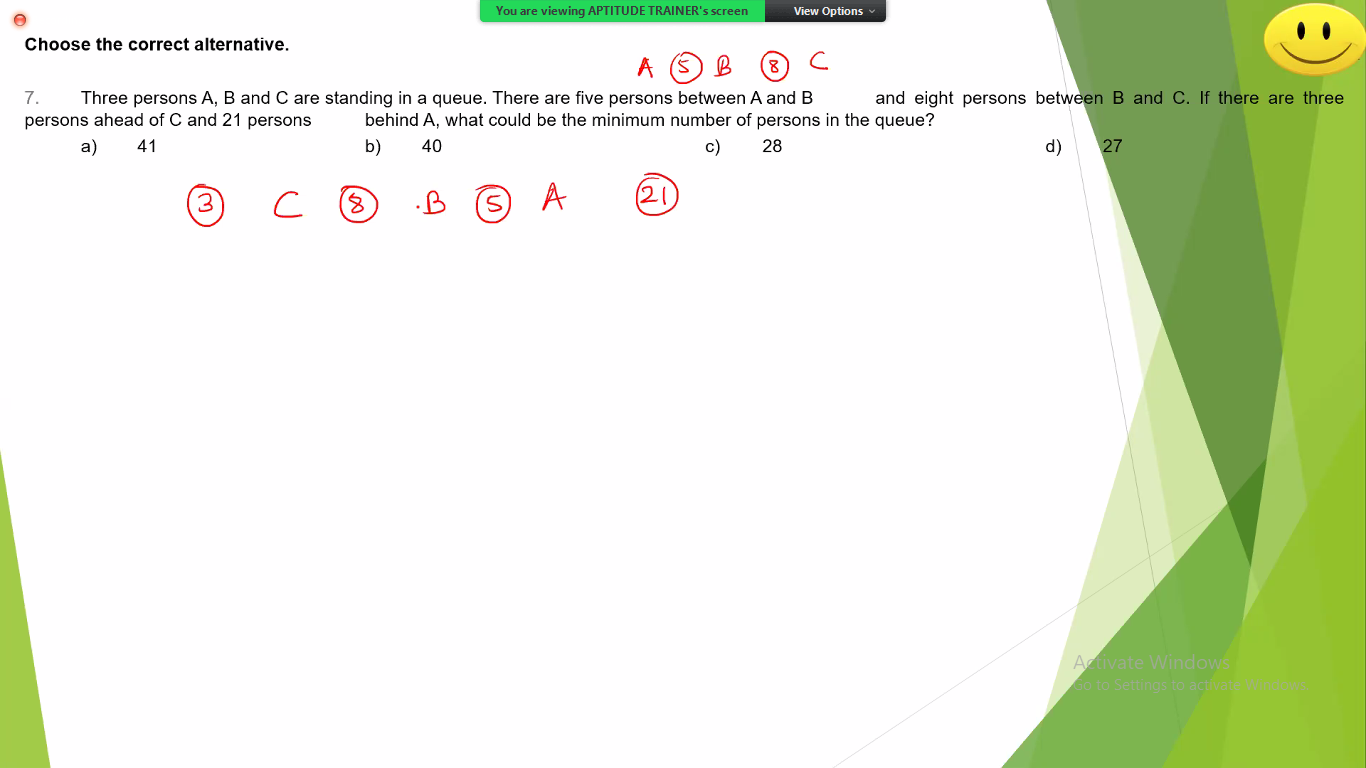 You are viewing APTITUDE TRAINER's screen View Options
Choose the correct alternative.
A 5 B 8 C
7. Three persons A, B and C are standing in a queue. There are five persons between A and B and eight persons between B and C. If there are three
persons ahead of C and 21 persons behind A, what could be the minimum number of persons in the queue?
a) 41 b) 40 c) 28 d) 27
3 C 8 .B 5 A 21
Activate Windows
Go to Settings to activate Windows.